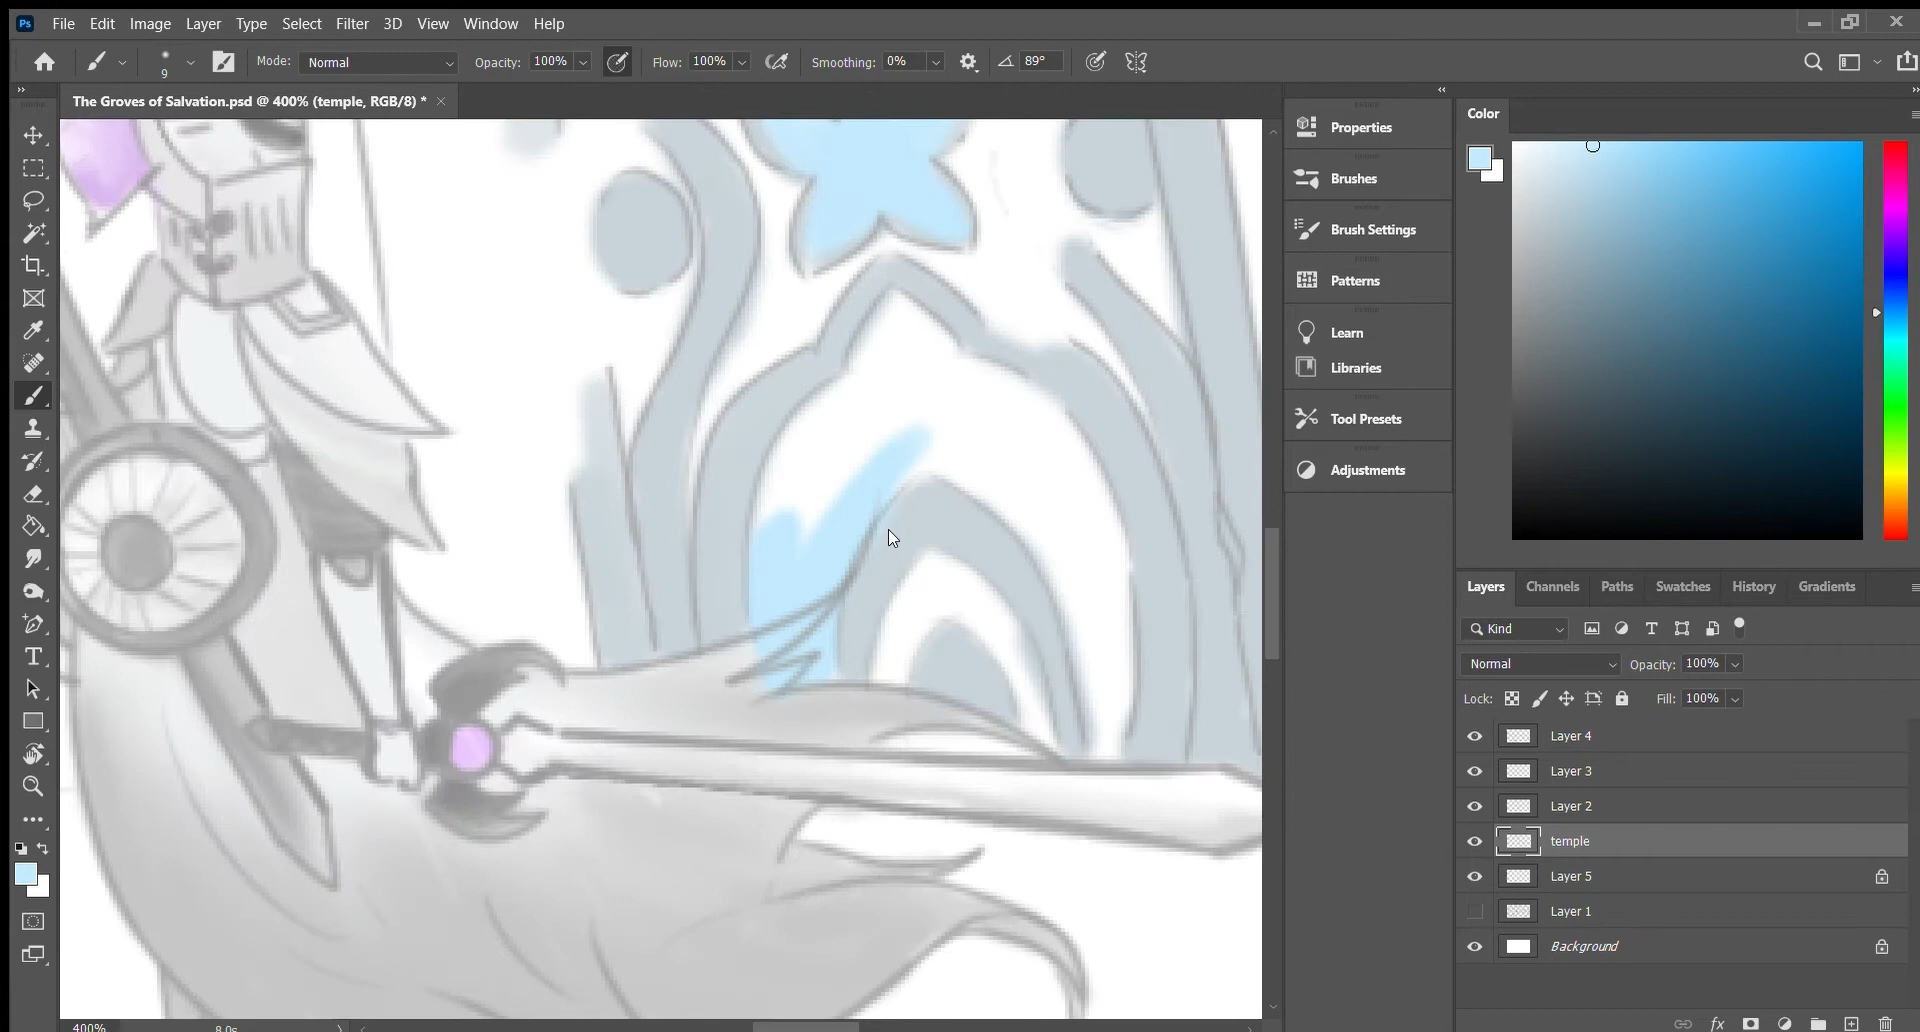 Ps File Edit Image Layer Type Select Filter 3D View Window Help
9 Mode: Normal Opacity: 100% Flow: 100% Smoothing: 0% 89°
The Groves of Salvation.psd @ 400% (temple, RGB/8) *
Properties
Brushes
Brush Settings
Patterns
Learn
Libraries
Tool Presets
Adjustments
Color
Layers Channels Paths Swatches History Gradients
Kind
Normal Opacity: 100%
Lock: Fill: 100%
Layer 4
Layer 3
Layer 2
temple
Layer 5
Layer 1
Background
fx
400% 8.0s